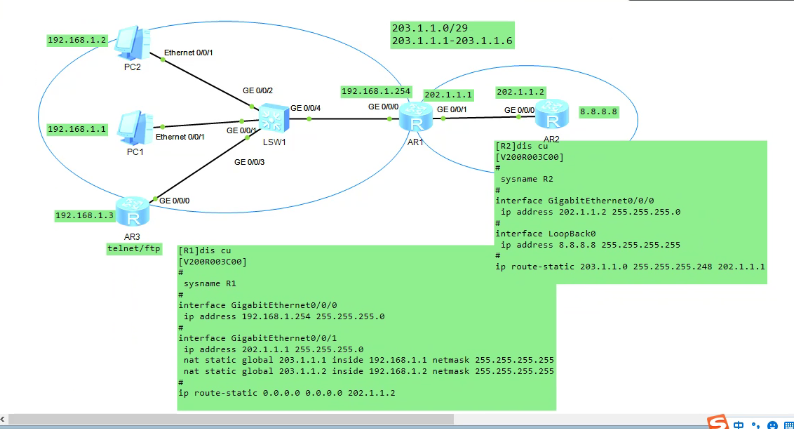 203.1.1.0/29
203.1.1.1-203.1.1.6
192.168.1.2
PC2
Ethernet 0/0/1
GE 0/0/2
192.168.1.254
202.1.1.1
202.1.1.2
GE 0/0/4
GE 0/0/0
GE 0/0/1
GE 0/0/0
8.8.8.8
192.168.1.1
PC1
Ethernet 0/0/1
GE 0/0/1
LSW1
AR1
AR2
GE 0/0/3
GE 0/0/0
192.168.1.3
AR3
telnet/ftp
[R2]dis cu
[V200R003C00]
#
sysname R2
#
interface GigabitEthernet0/0/0
ip address 202.1.1.2 255.255.255.0
#
interface LoopBack0
ip address 8.8.8.8 255.255.255.255
#
ip route-static 203.1.1.0 255.255.255.248 202.1.1.1
[R1]dis cu
[V200R003C00]
#
sysname R1
#
interface GigabitEthernet0/0/0
ip address 192.168.1.254 255.255.255.0
#
interface GigabitEthernet0/0/1
ip address 202.1.1.1 255.255.255.0
nat static global 203.1.1.1 inside 192.168.1.1 netmask 255.255.255.255
nat static global 203.1.1.2 inside 192.168.1.2 netmask 255.255.255.255
#
ip route-static 0.0.0.0 0.0.0.0 202.1.1.2
中